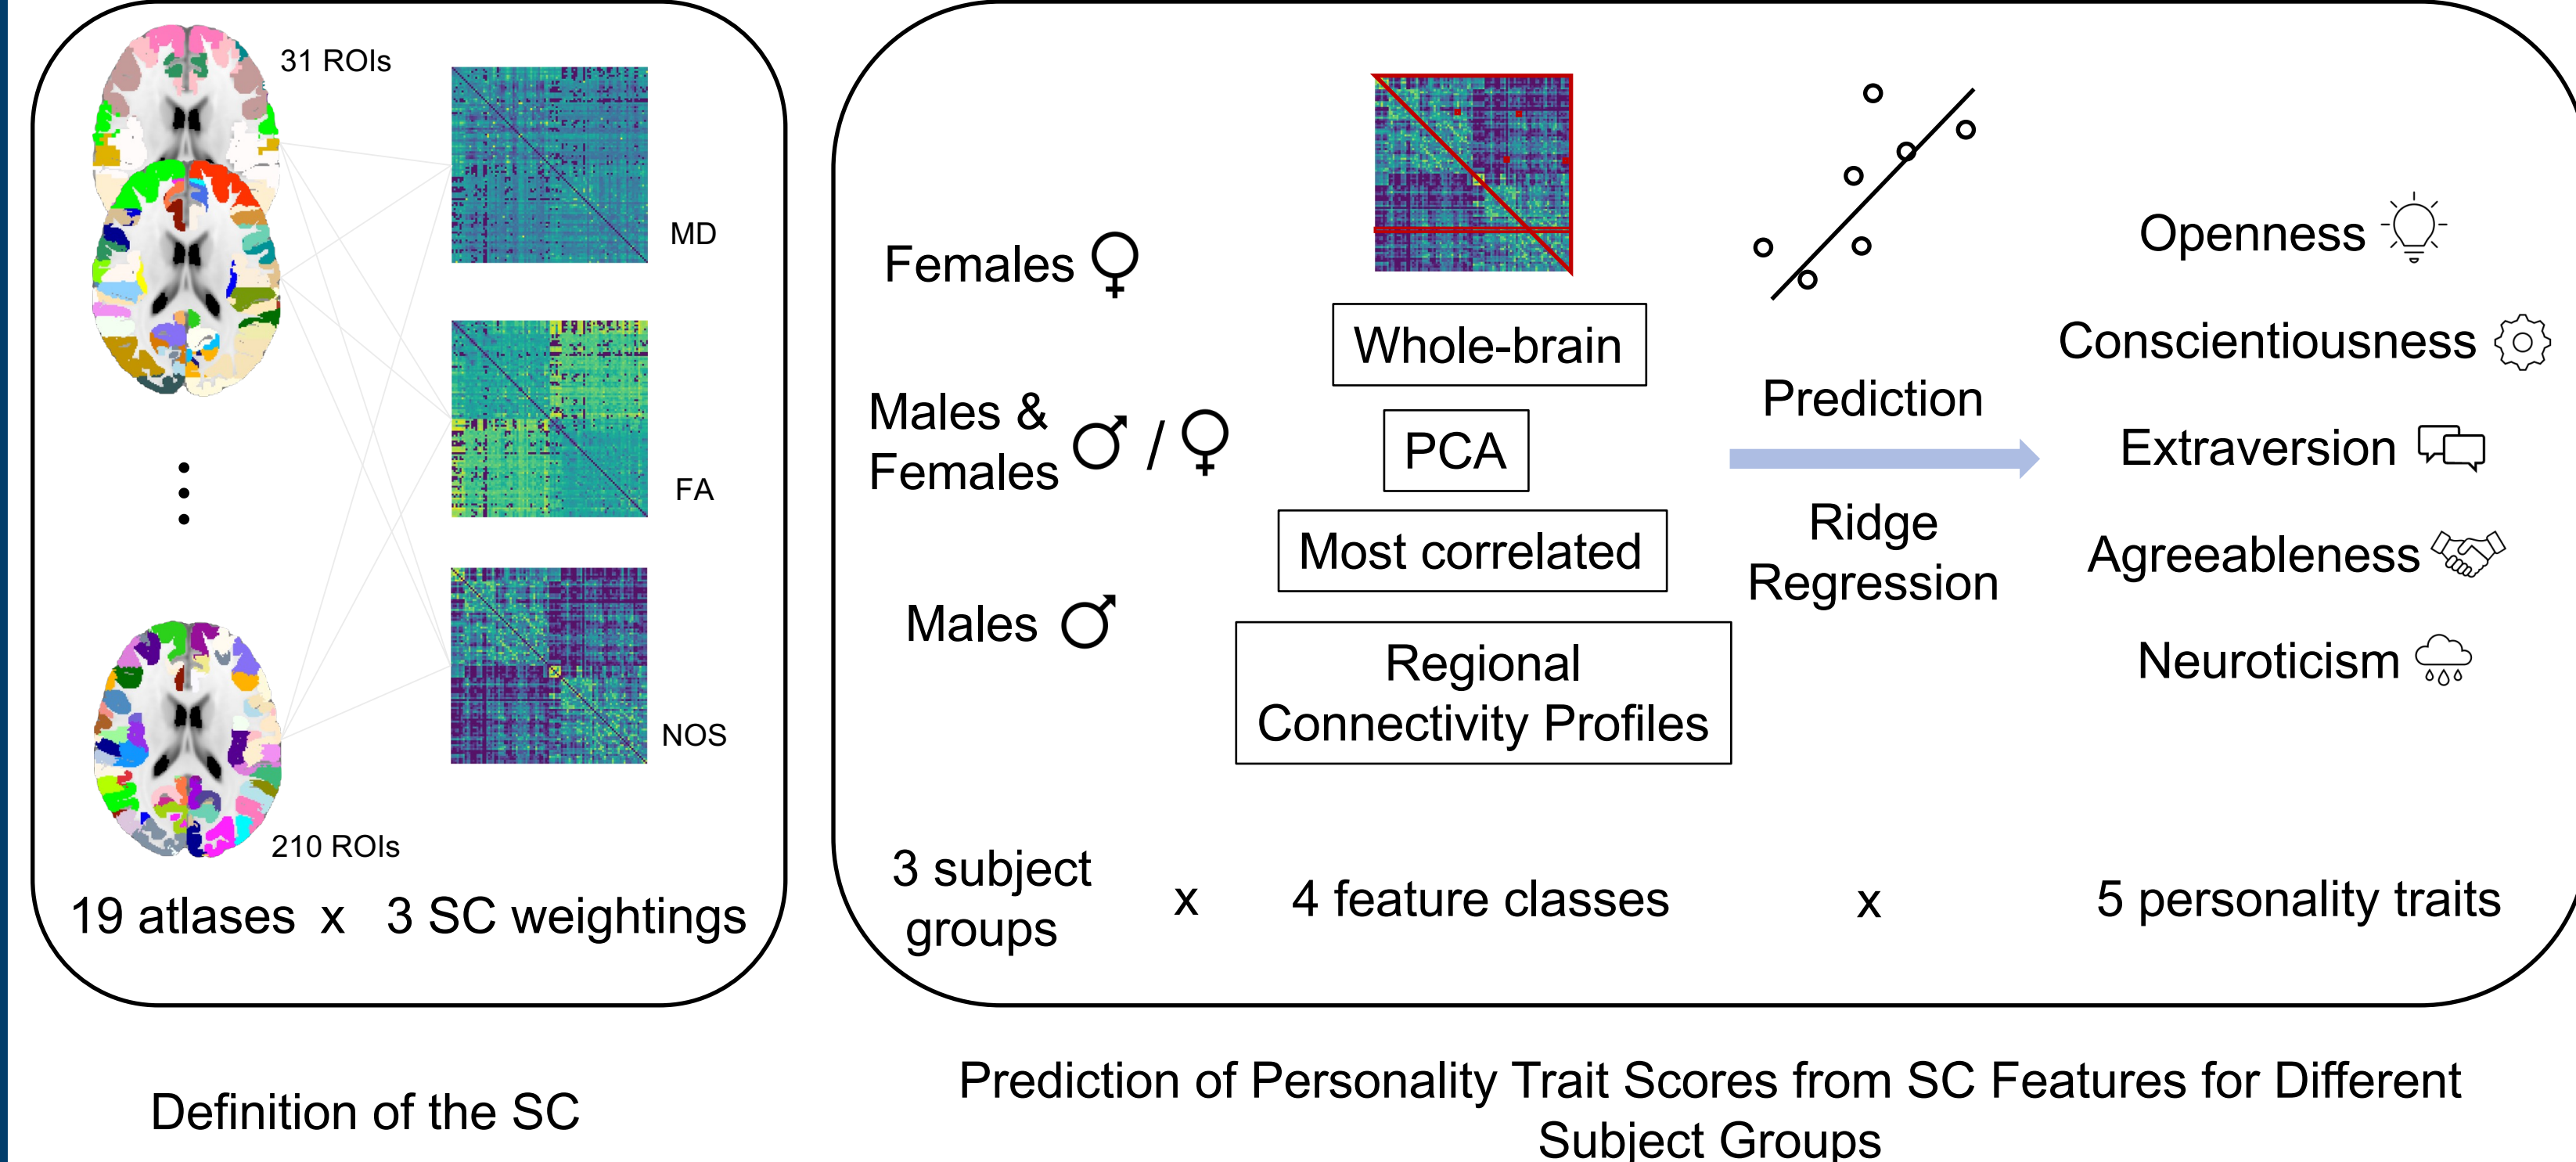 31 ROIs
MD
FA
NOS
210 ROIs
19 atlases x 3 SC weightings
Definition of the SC
Females
Males &
Females
/
Males
Whole-brain
PCA
Most correlated
Regional
Connectivity Profiles
Prediction
Ridge
Regression
Openness
Conscientiousness
Extraversion
Agreeableness
Neuroticism
3 subject
groups
x
4 feature classes
x
5 personality traits
Prediction of Personality Trait Scores from SC Features for Different
Subject Groups